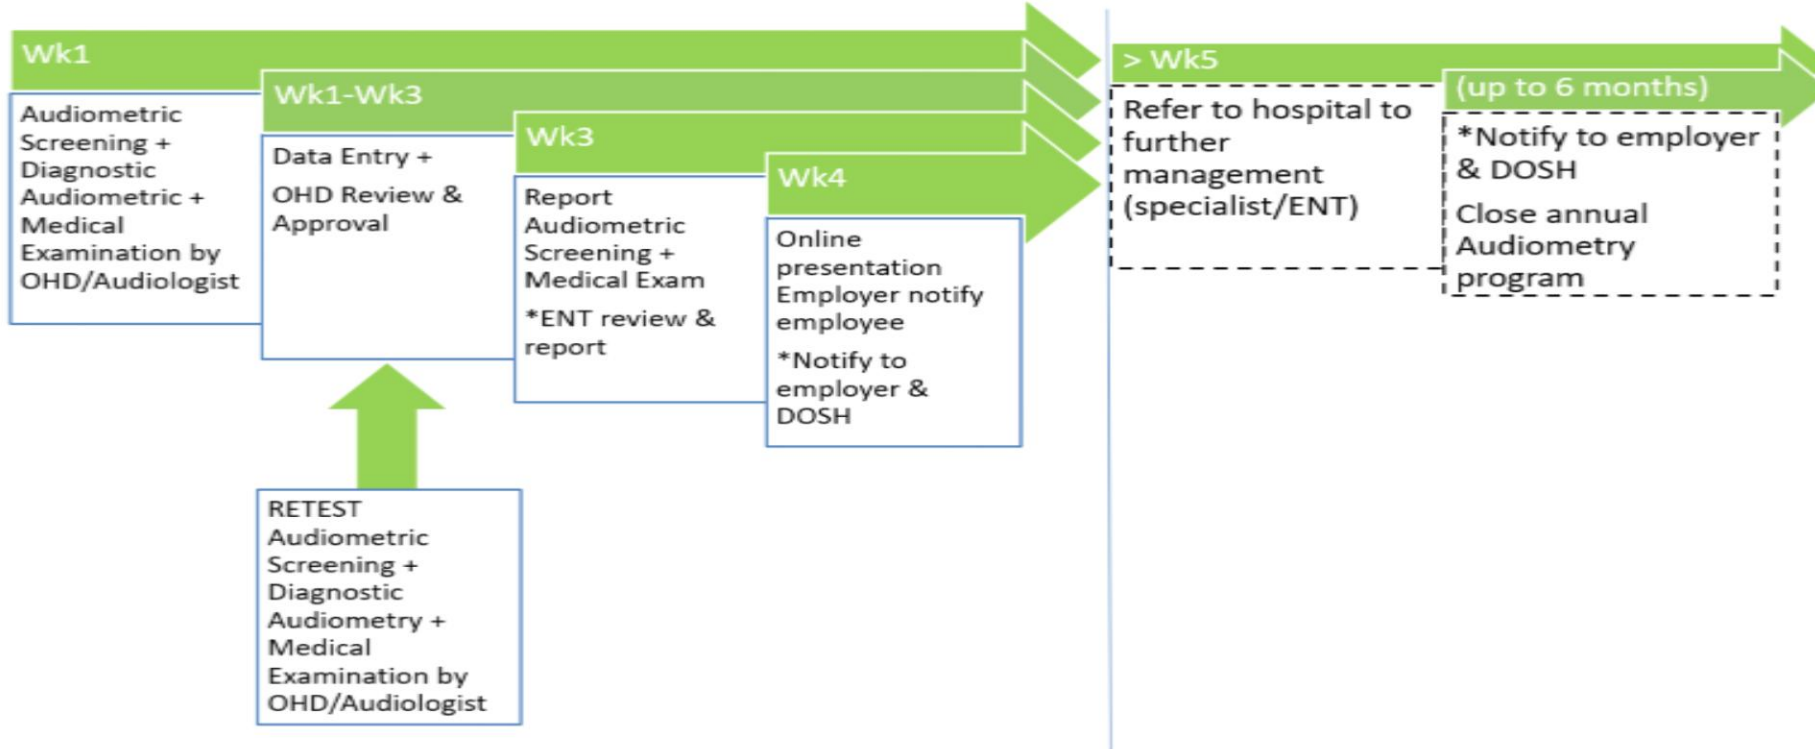 Wk1
Audiometric
Screening +
Diagnostic
Audiometric +
Medical
Examination by
OHD/Audiologist
Wk1-Wk3
Data Entry +
OHD Review &
Approval
RETEST
Audiometric
Screening +
Diagnostic
Audiometry +
Medical
Examination by
OHD/Audiologist
Wk3
Report
Audiometric
Screening +
Medical Exam
*ENT review &
report
Wk4
Online
presentation
Employer notify
employee
*Notify to
employer &
DOSH
> Wk5
Refer to hospital to
further
management
(specialist/ENT)
(up to 6 months)
*Notify to employer
& DOSH
Close annual
Audiometry
program